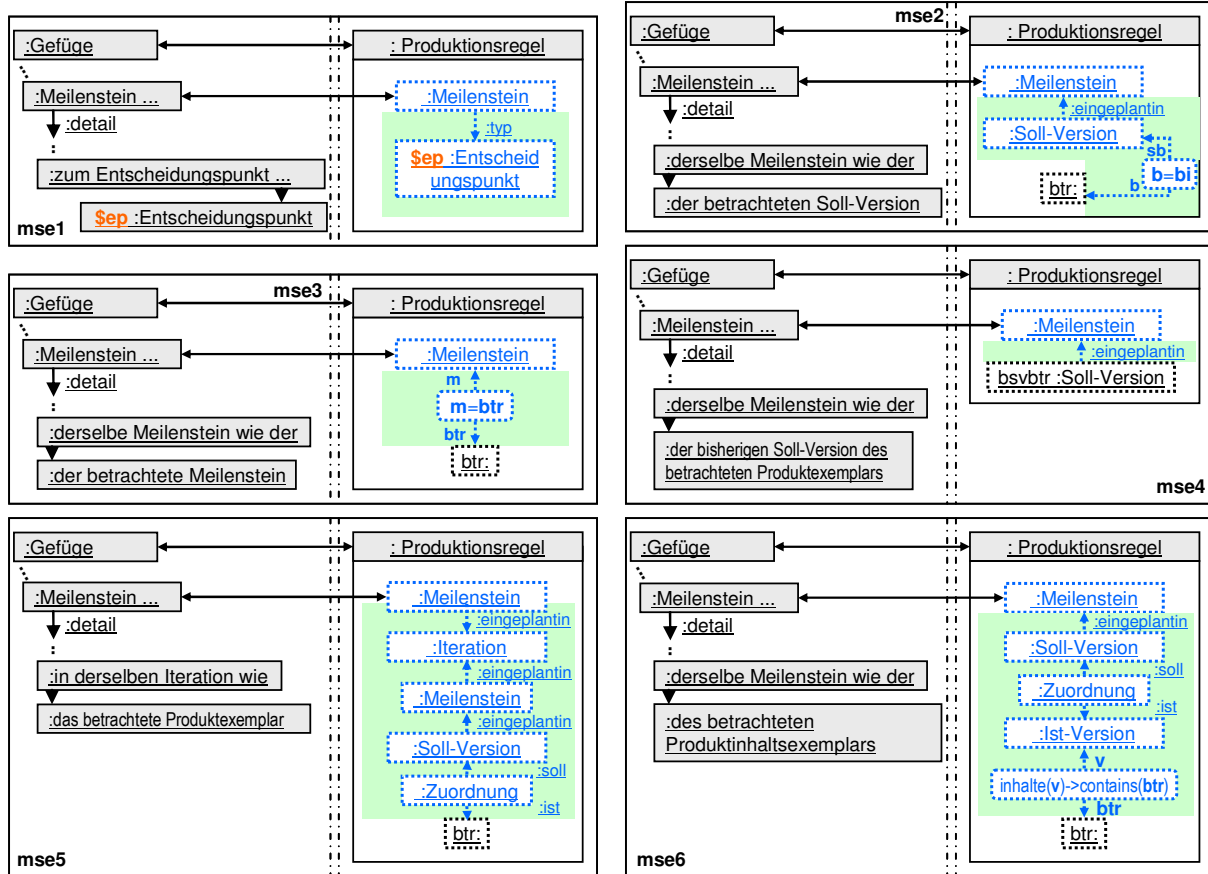 :Gefüge
: Produktionsregel
:Meilenstein ...
:Meilenstein
:detail
:typ
:zum Entscheidungspunkt ...
$ep :Entscheid
ungspunkt
$ep :Entscheidungspunkt
mse1
mse2
:Gefüge
: Produktionsregel
:Meilenstein ...
:Meilenstein
:detail
:eingeplantin
:Soll-Version
:derselbe Meilenstein wie der
sb
b=bi
b
btr:
:der betrachteten Soll-Version
mse3
:Gefüge
: Produktionsregel
:Meilenstein ...
:Meilenstein
:detail
m
m=btr
:derselbe Meilenstein wie der
btr
btr:
:der betrachtete Meilenstein
:Gefüge
: Produktionsregel
:Meilenstein ...
:Meilenstein
:detail
:eingeplantin
bsvbtr :Soll-Version
:derselbe Meilenstein wie der
:der bisherigen Soll-Version des
betrachteten Produktexemplars
mse4
:Gefüge
: Produktionsregel
:Meilenstein ...
:Meilenstein
:detail
:eingeplantin
:Iteration
:in derselben Iteration wie
:eingeplantin
:Meilenstein
:das betrachtete Produktexemplar
:eingeplantin
:Soll-Version
:soll
:Zuordnung
:ist
btr:
mse5
:Gefüge
: Produktionsregel
:Meilenstein ...
:Meilenstein
:detail
:eingeplantin
:Soll-Version
:derselbe Meilenstein wie der
:soll
:Zuordnung
:des betrachteten
Produktinhaltsexemplars
:ist
:Ist-Version
v
inhalte(v)->contains(btr)
btr
btr:
mse6